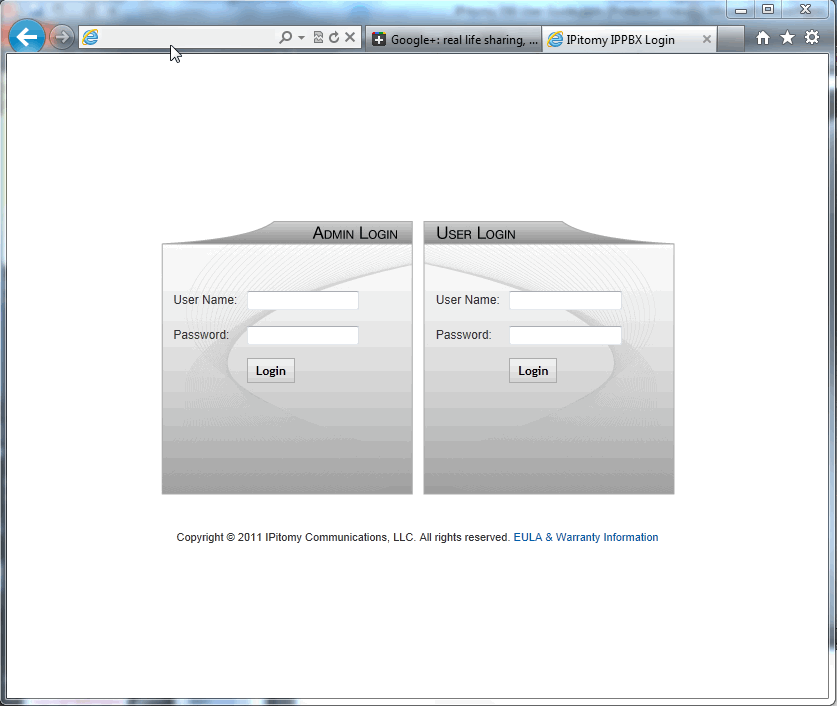 Google+: real life sharing, ...
IPitomy IPPBX Login
Admin Login
User Login
User Name:
Password:
Login
User Name:
Password:
Login
Copyright © 2011 IPitomy Communications, LLC. All rights reserved. EULA & Warranty Information